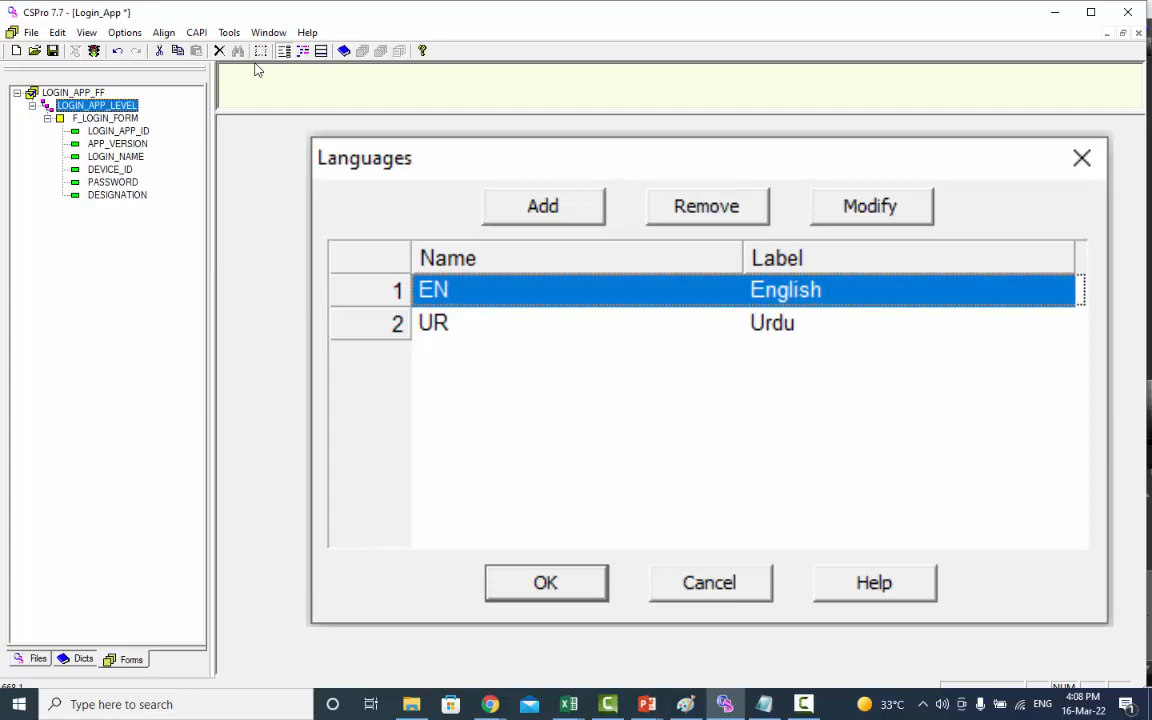 CSPro 7.7 - [Login_App *]
File Edit View Options Align CAPI Tools Window Help
LOGIN_APP_FF
LOGIN_APP_LEVEL
F_LOGIN_FORM
LOGIN_APP_ID
APP_VERSION
LOGIN_NAME
DEVICE_ID
PASSWORD
DESIGNATION
Languages
Add Remove Modify
Name Label
1 EN English
2 UR Urdu
OK Cancel Help
Files Dicts Forms
Type here to search
33°C ENG
4:08 PM
16-Mar-22